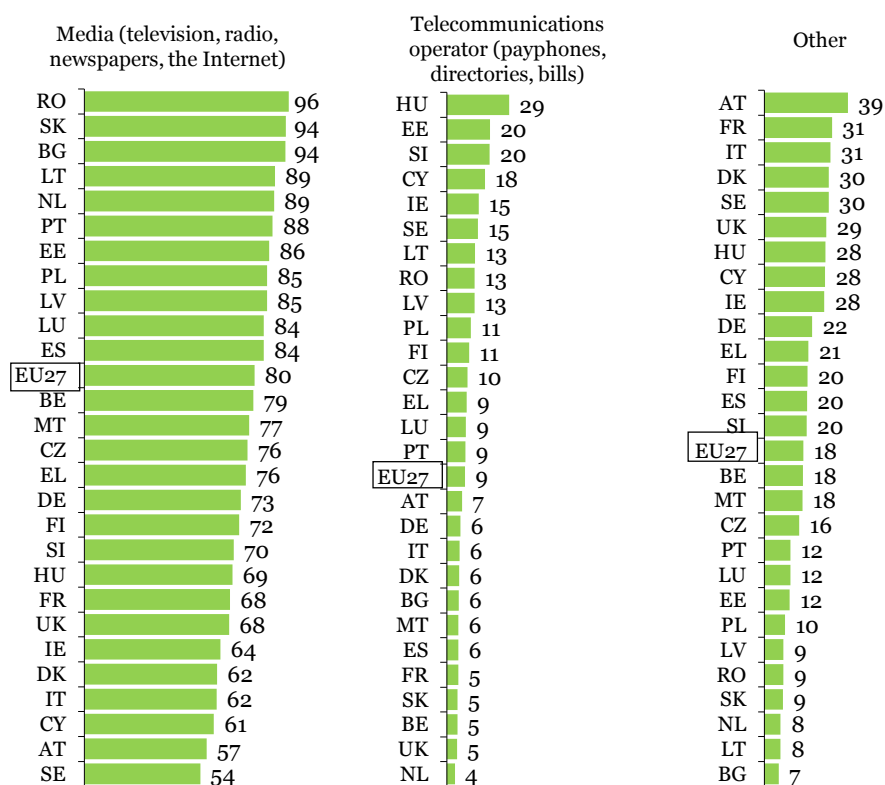 Media (television, radio,
newspapers, the Internet)
RO 96
SK 94
BG 94
LT 89
NL 89
PT 88
EE 86
PL 85
LV 85
LU 84
ES 84
EU27 80
BE 79
MT 77
CZ 76
EL 76
DE 73
FI 72
SI 70
HU 69
FR 68
UK 68
IE 64
DK 62
IT 62
CY 61
AT 57
SE 54
Telecommunications
operator (payphones,
directories, bills)
HU 29
EE 20
SI 20
CY 18
IE 15
SE 15
LT 13
RO 13
LV 13
PL 11
FI 11
CZ 10
EL 9
LU 9
PT 9
EU27 9
AT 7
DE 6
IT 6
DK 6
BG 6
MT 6
ES 6
FR 5
SK 5
BE 5
UK 5
NL 4
Other
AT 39
FR 31
IT 31
DK 30
SE 30
UK 29
HU 28
CY 28
IE 28
DE 22
EL 21
FI 20
ES 20
SI 20
EU27 18
BE 18
MT 18
CZ 16
PT 12
LU 12
EE 12
PL 10
LV 9
RO 9
SK 9
NL 8
LT 8
BG 7